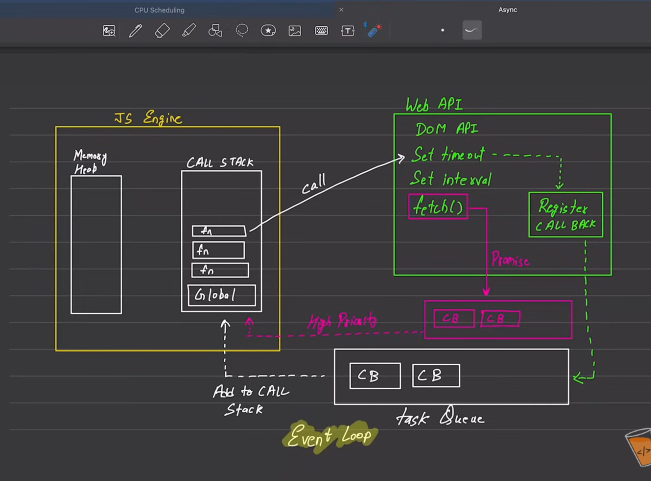 CPU Scheduling
Async
JS Engine
Memory
Heab
CALL STACK
fn
fn
fn
Global
call
Web API
DOM API
Set timeout
Set interval
fetch()
Register
CALL BACK
Promise
CB CB
High Priority
CB CB
Add to CALL
Stack
task Queue
Event Loop